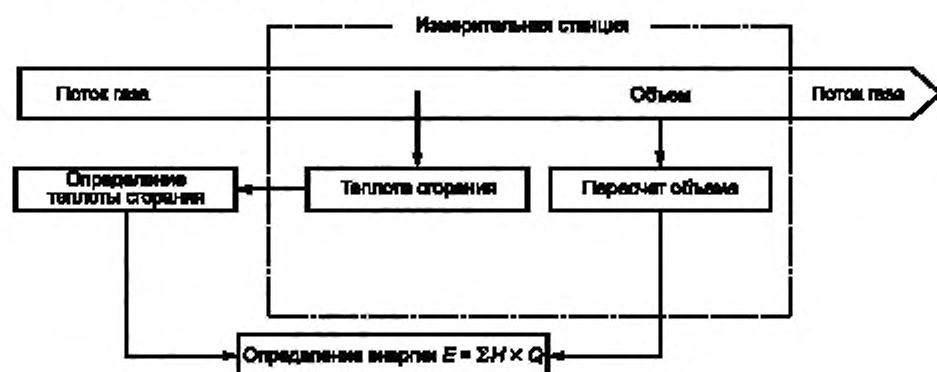 Измерительная станция
Поток газа
Объем
Поток газа
Определение
теплоты сгорания
Теплота сгорания
Пересчет объема
Определение энергии E = ΣH × Q